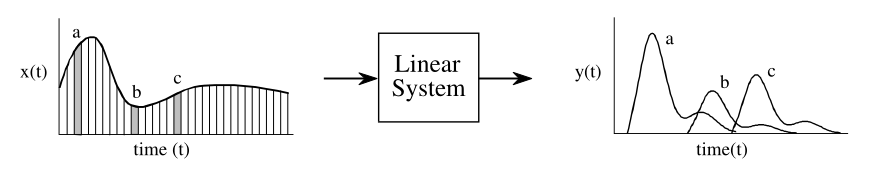 x(t)
a
b
c
time (t)
Linear
System
y(t)
a
b
c
time(t)